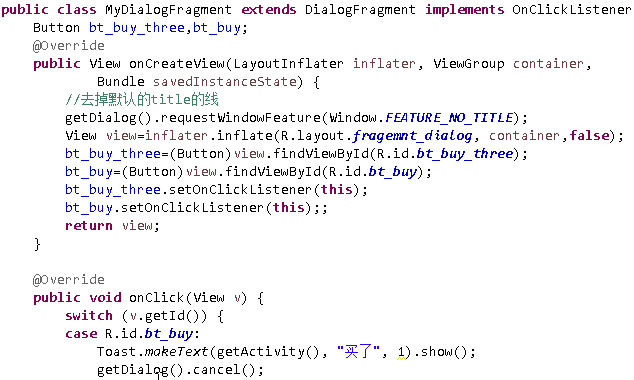 public class MyDialogFragment extends DialogFragment implements OnClickListener
    Button bt_buy_three,bt_buy;
    @Override
    public View onCreateView(LayoutInflater inflater, ViewGroup container,
            Bundle savedInstanceState) {
        //去掉默认的title的线
        getDialog().requestWindowFeature(Window.FEATURE_NO_TITLE);
        View view=inflater.inflate(R.layout.fragemnt_dialog, container,false);
        bt_buy_three=(Button)view.findViewById(R.id.bt_buy_three);
        bt_buy=(Button)view.findViewById(R.id.bt_buy);
        bt_buy_three.setOnClickListener(this);
        bt_buy.setOnClickListener(this);;
        return view;
    }

    @Override
    public void onClick(View v) {
        switch (v.getId()) {
        case R.id.bt_buy:
            Toast.makeText(getActivity(), "买了", 1).show();
            getDialog().cancel();